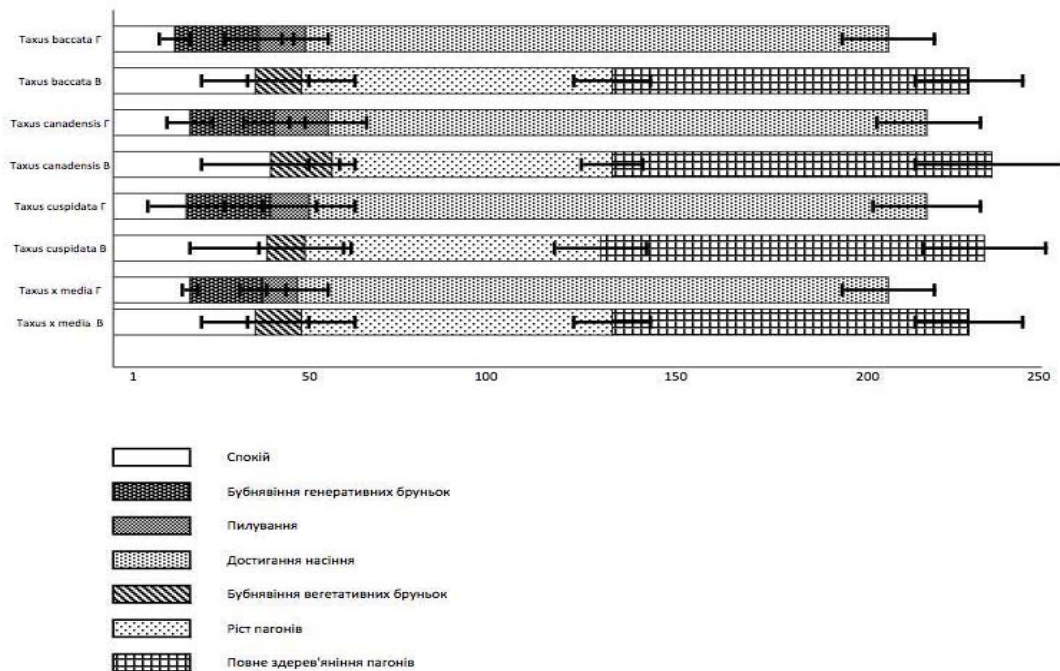 Taxus baccata Г
Taxus baccata В
Taxus canadensis Г
Taxus canadensis В
Taxus cuspidata Г
Taxus cuspidata В
Taxus x media Г
Taxus x media В
1 50 100 150 200 250
Спокій
Бубнявіння генеративних бруньок
Пилування
Достигання насіння
Бубнявіння вегетативних бруньок
Ріст пагонів
Повне здерев'яніння пагонів